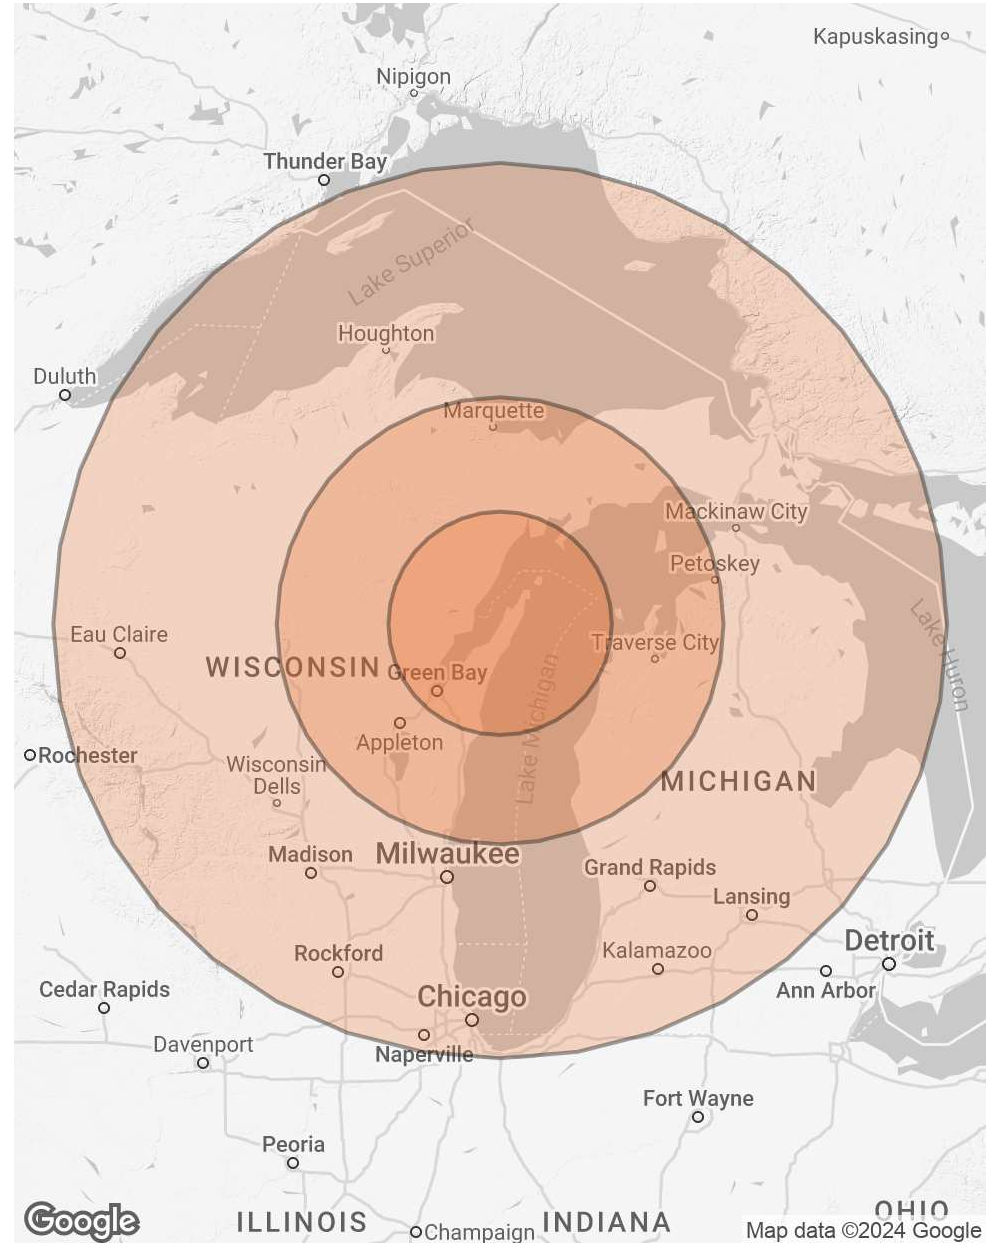 Kapuskasing
Nipigon
Thunder Bay
Lake Superior
Houghton
Duluth
Marquette
Mackinaw City
Petoskey
Lake Huron
Eau Claire
Traverse City
WISCONSIN
Green Bay
Lake Michigan
Appleton
Rochester
Wisconsin
Dells
MICHIGAN
Madison
Milwaukee
Grand Rapids
Lansing
Detroit
Rockford
Kalamazoo
Cedar Rapids
Chicago
Ann Arbor
Davenport
Naperville
Fort Wayne
Peoria
OHIO
Google
ILLINOIS
Champaign
INDIANA
Map data ©2024 Google